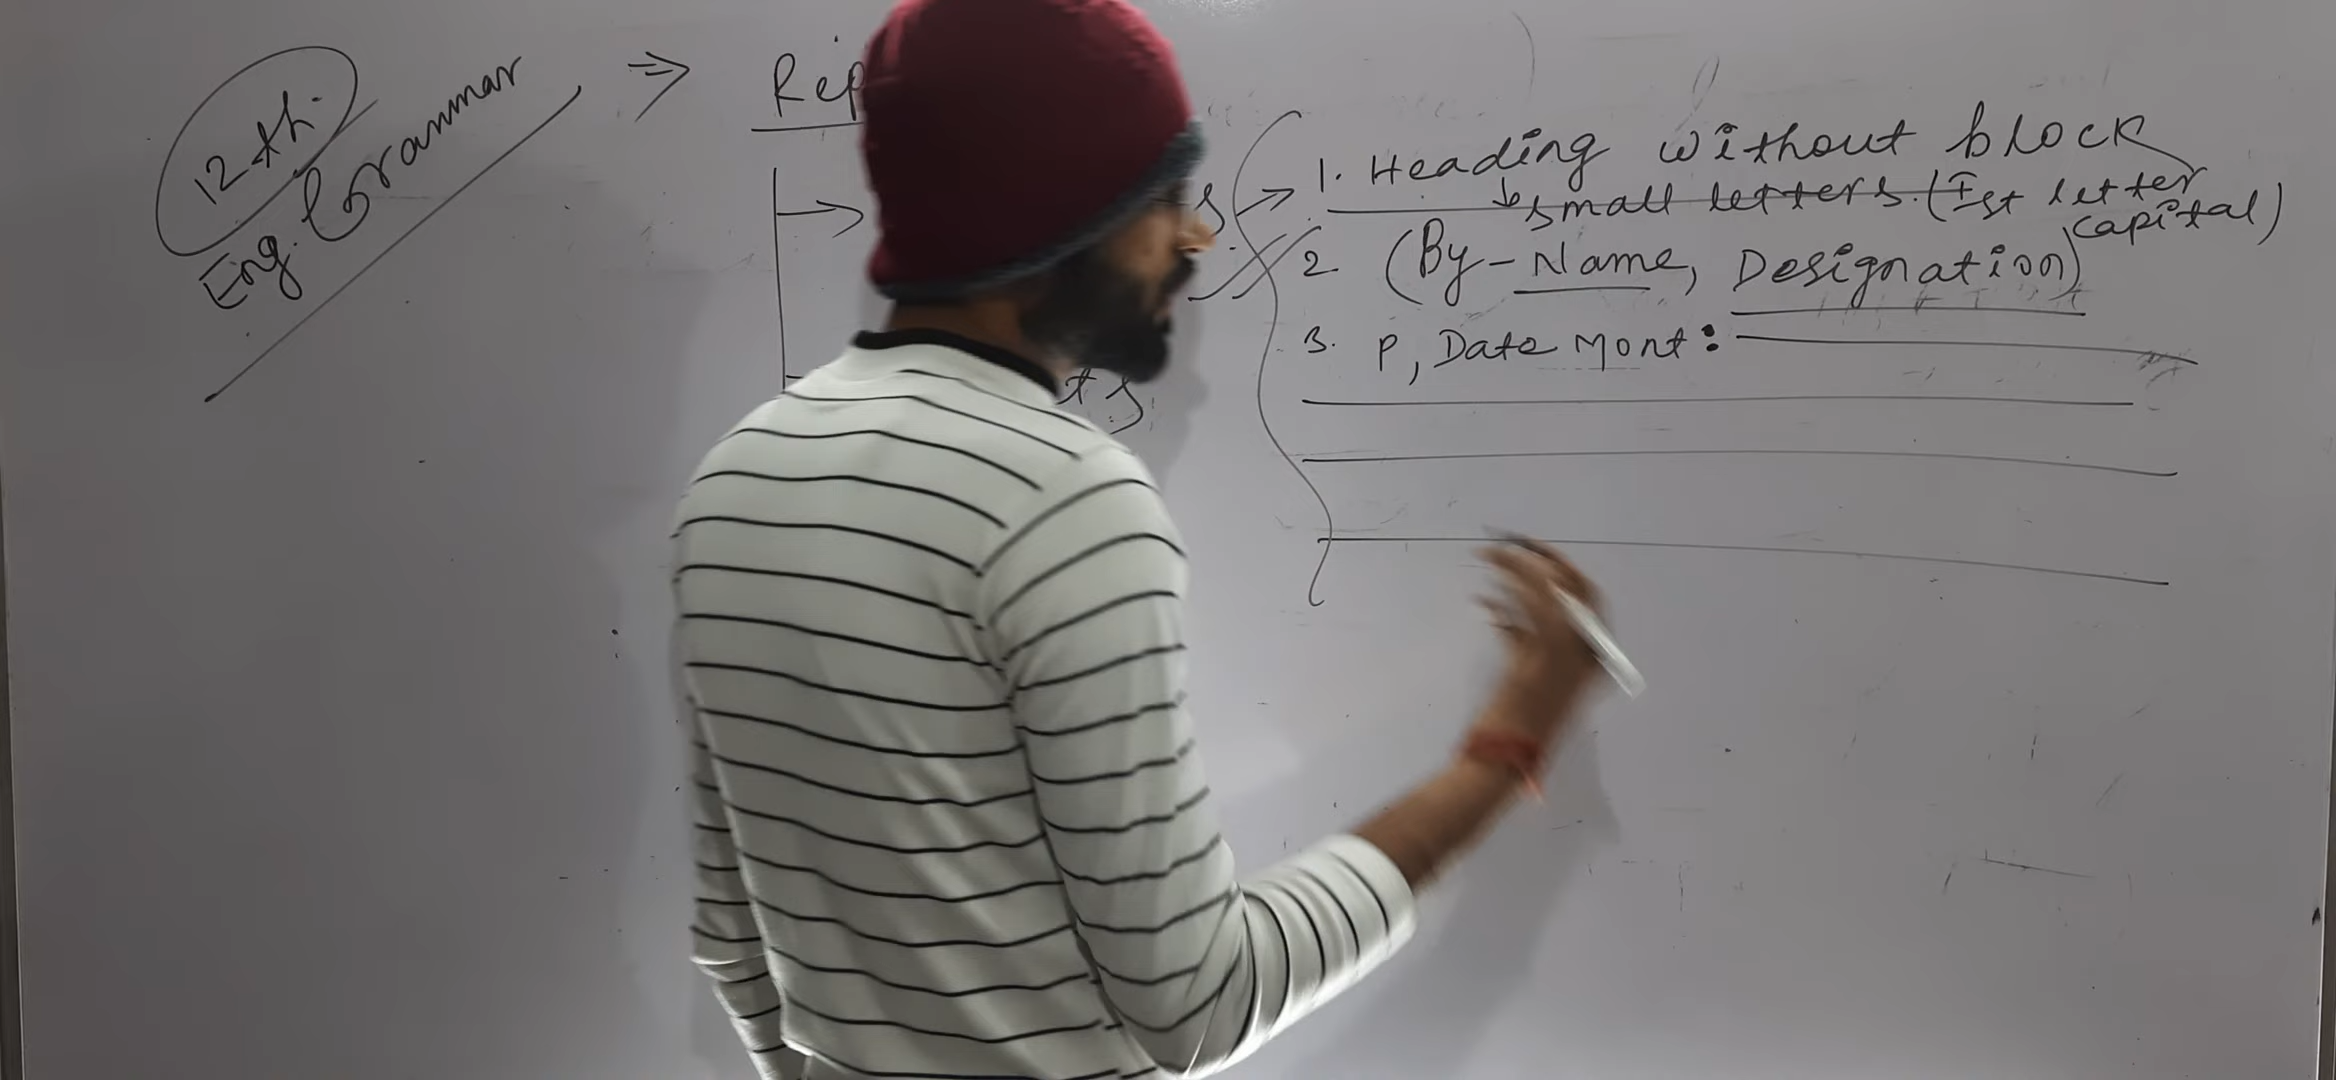 12th.
Eng. Grammar
Rep
1. Heading without block
small letters. (Ist letter
capital)
2 (By-Name, Designation)
3. P, Date Mont: